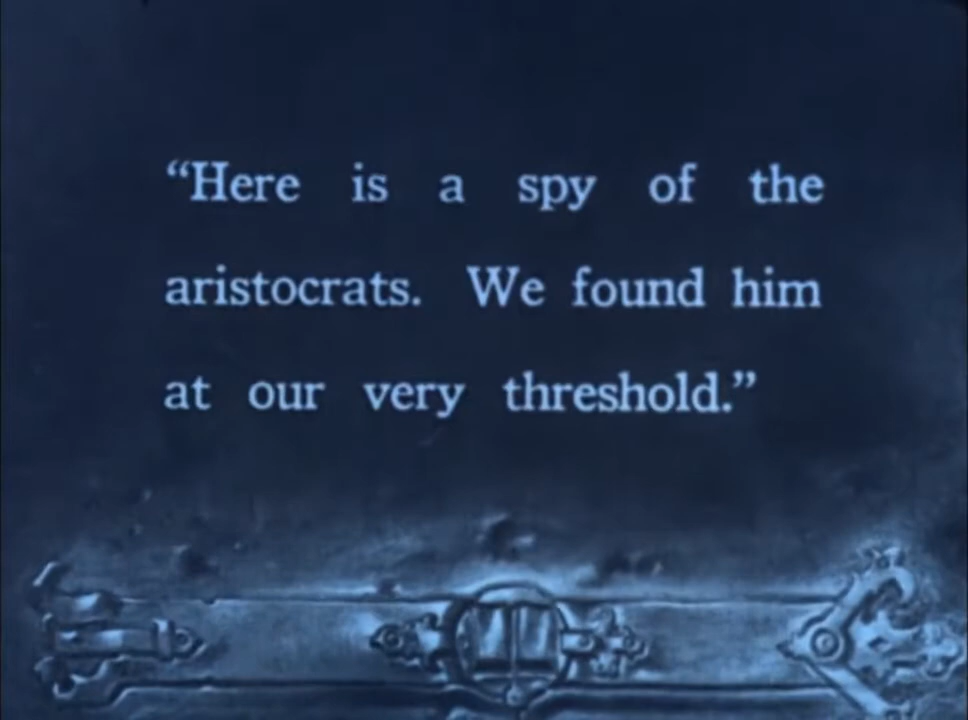 “Here is a spy of the
aristocrats. We found him
at our very threshold.”